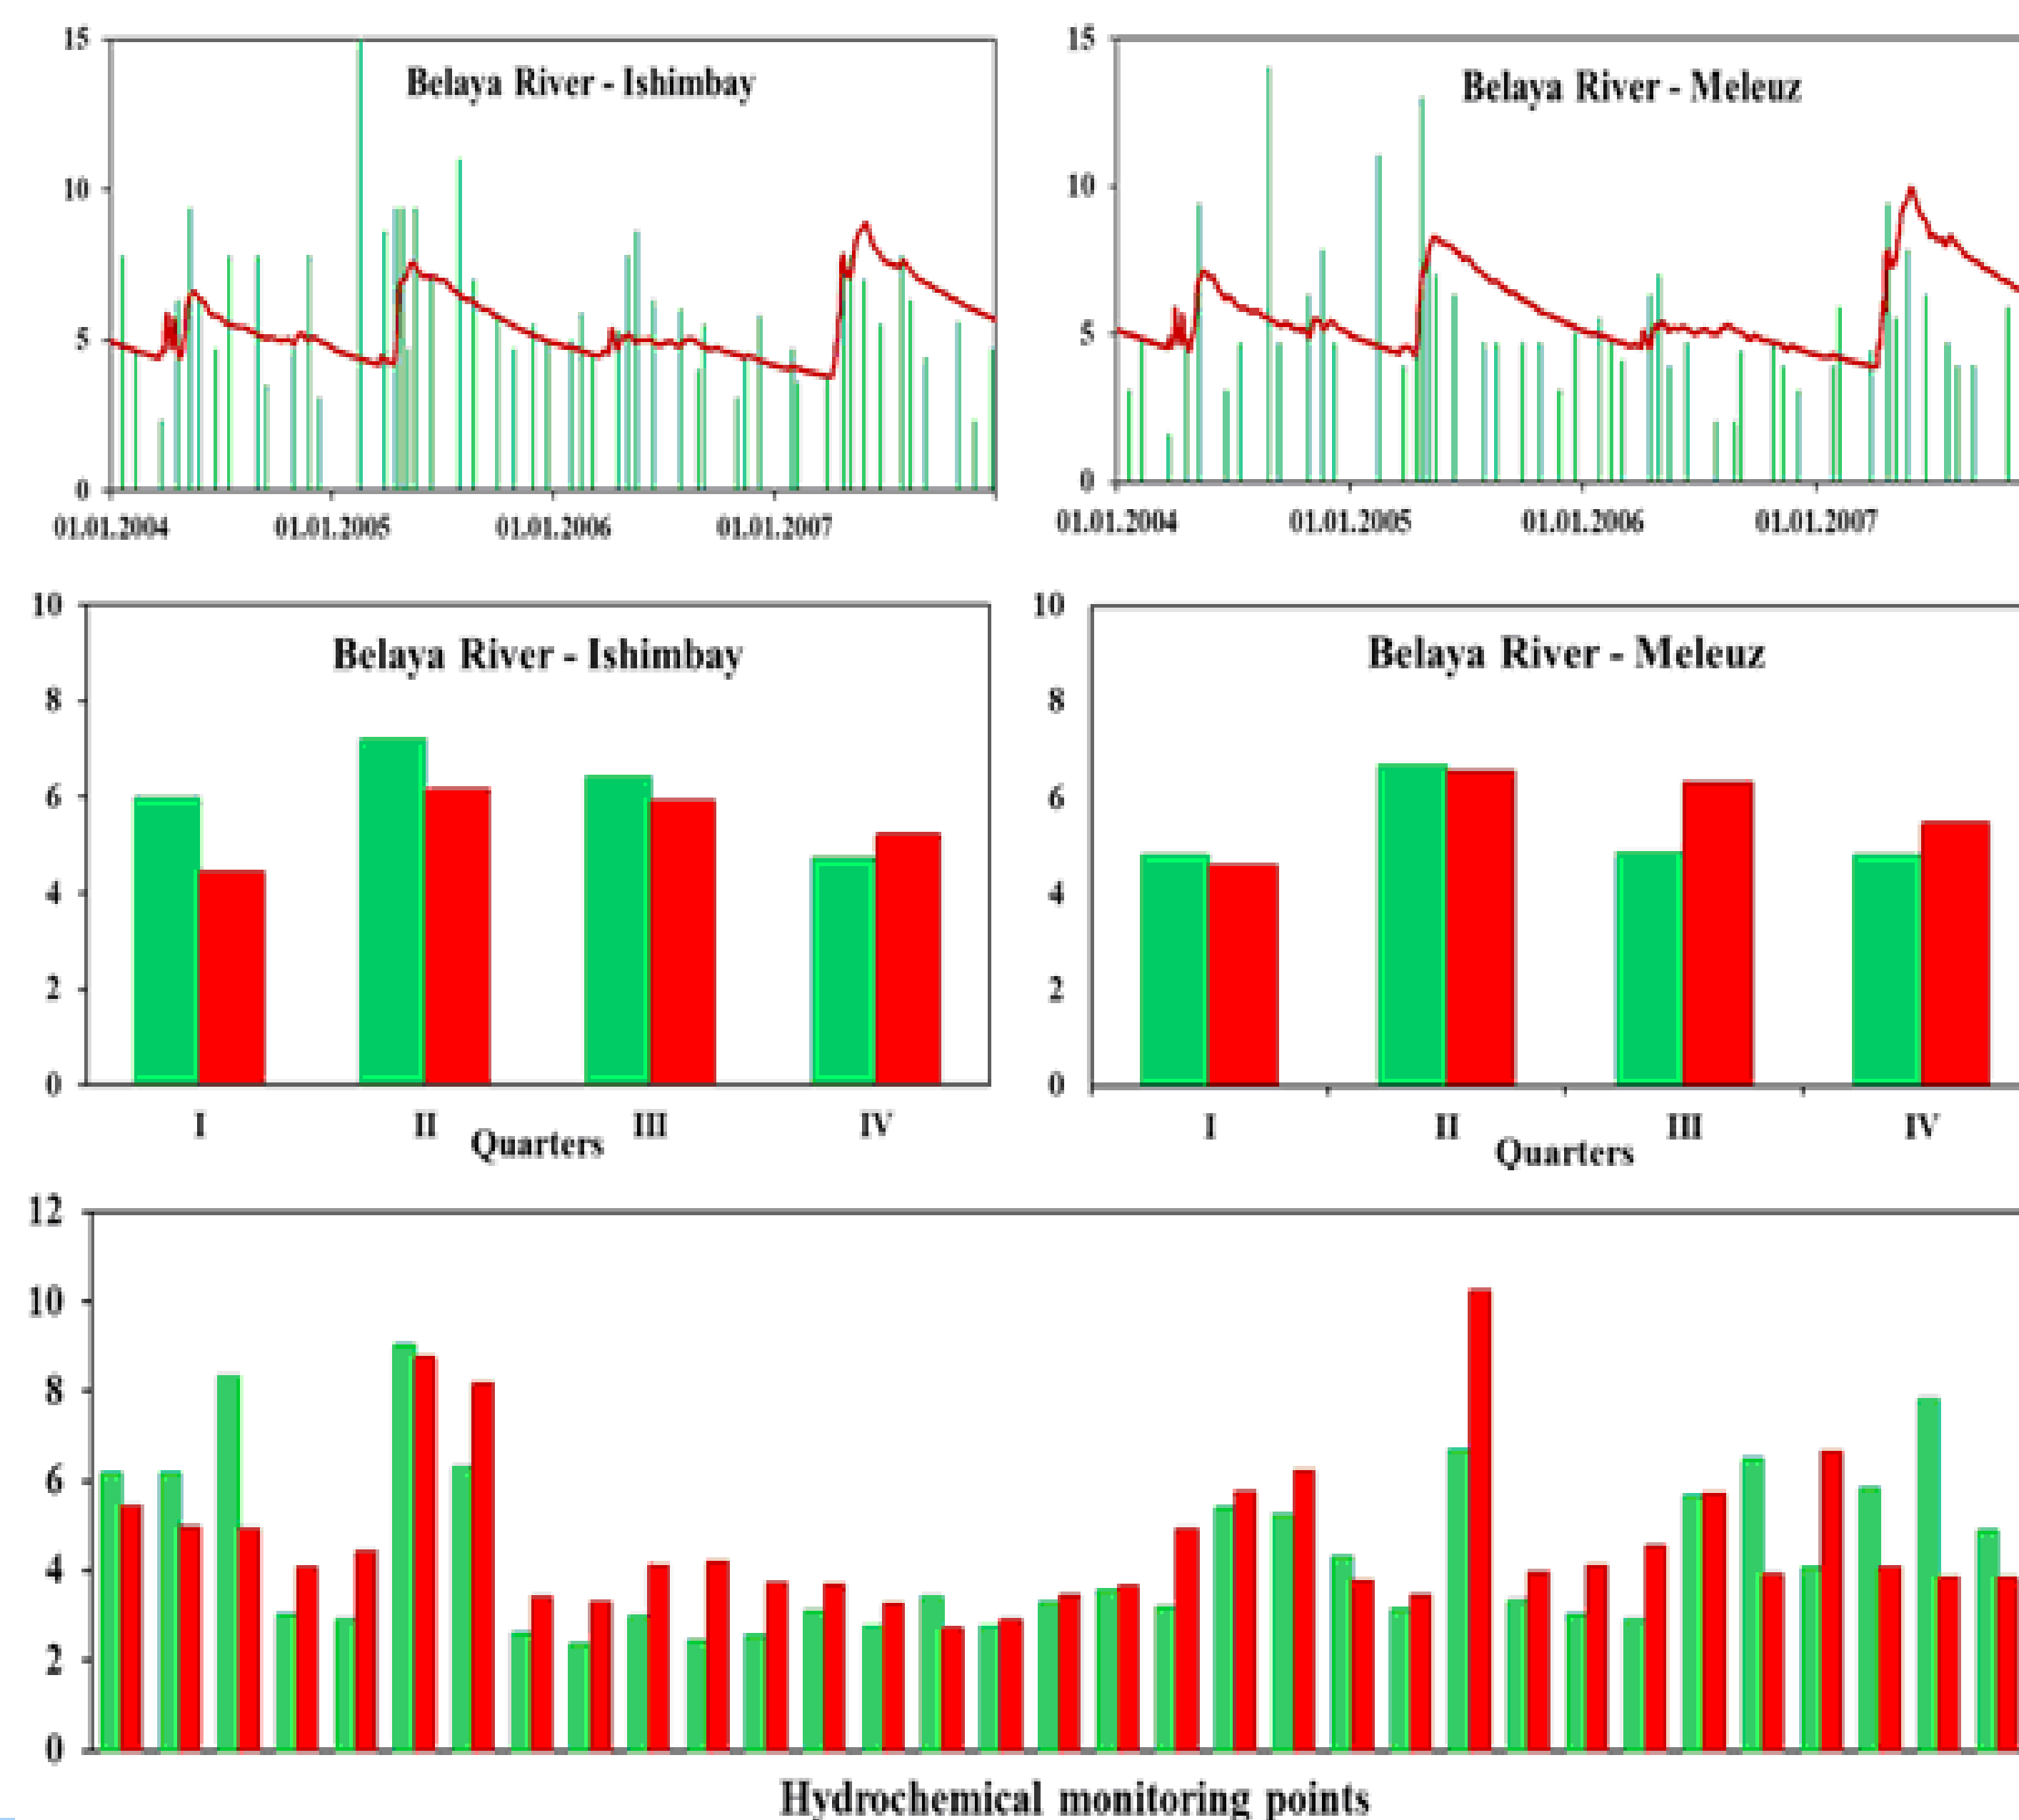 15
Belaya River - Ishimbay
10
5
0
01.01.2004 01.01.2005 01.01.2006 01.01.2007
15
Belaya River - Meleuz
10
5
0
01.01.2004 01.01.2005 01.01.2006 01.01.2007
10
Belaya River - Ishimbay
8
6
4
2
0
I II III IV
Quarters
10
Belaya River - Meleuz
8
6
4
2
0
I II III IV
Quarters
12
10
8
6
4
2
0
Hydrochemical monitoring points